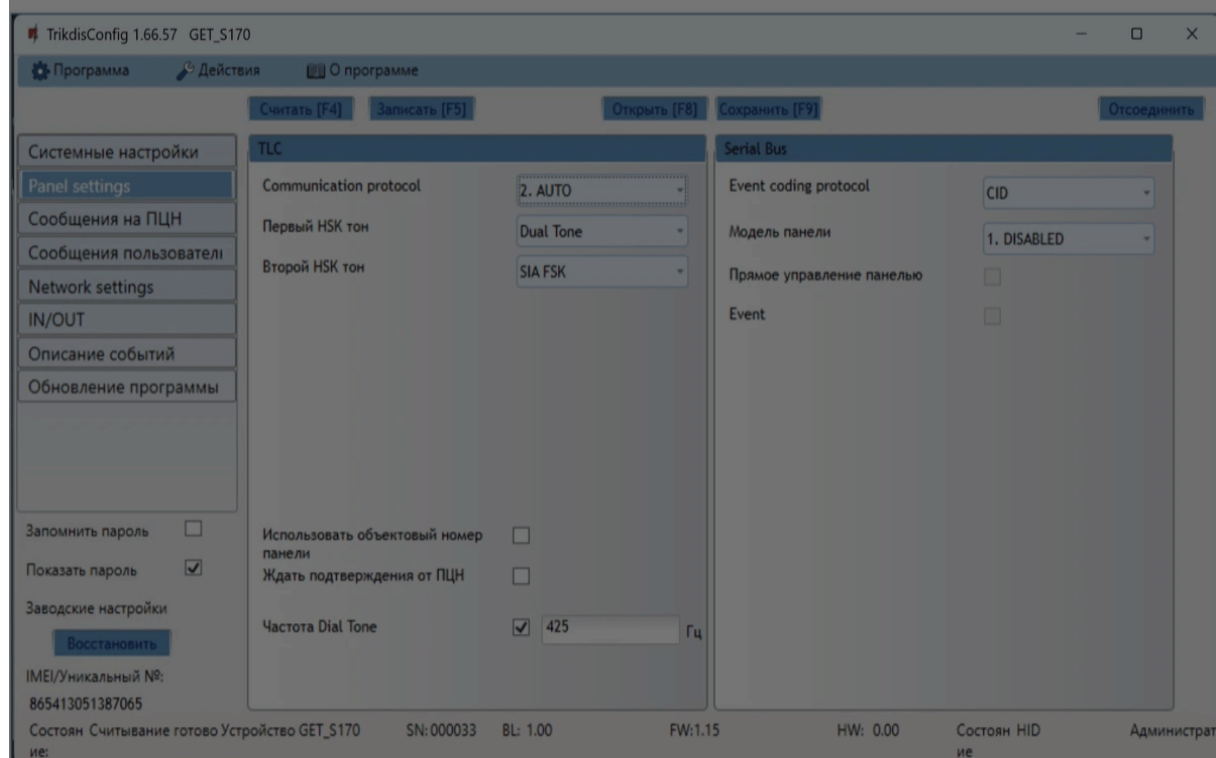 TrikdisConfig 1.66.57 GET_S170
Программа Действия О программе
Считать [F4] Записать [F5] Открыть [F8] Сохранить [F9] Отсоединить
Системные настройки
Panel settings
Сообщения на ПЦН
Сообщения пользовател
Network settings
IN/OUT
Описание событий
Обновление программы
Запомнить пароль
Показать пароль
Заводские настройки
Восстановить
IMEI/Уникальный №:
865413051387065
TLC
Communication protocol 2. AUTO
Первый HSK тон Dual Tone
Второй HSK тон SIA FSK
Использовать объектовый номер
панели
Ждать подтверждения от ПЦН
Частота Dial Tone 425 Гц
Serial Bus
Event coding protocol CID
Модель панели 1. DISABLED
Прямое управление панелью
Event
Состоян Считывание готово Устройство GET_S170 SN:000033 BL: 1.00 FW:1.15 HW: 0.00 Состоян HID Администрат
ие: ие